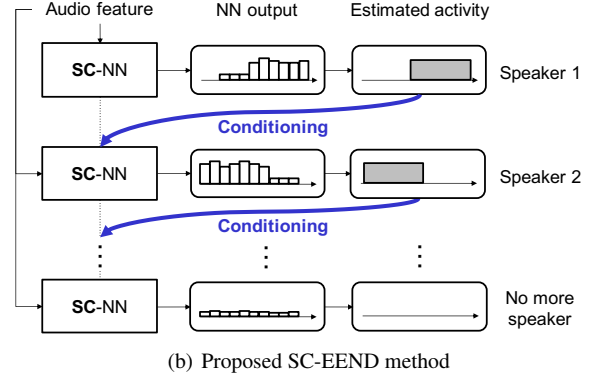 Audio feature NN output Estimated activity
SC-NN Speaker 1
Conditioning
SC-NN Speaker 2
Conditioning
SC-NN No more
speaker
(b) Proposed SC-EEND method